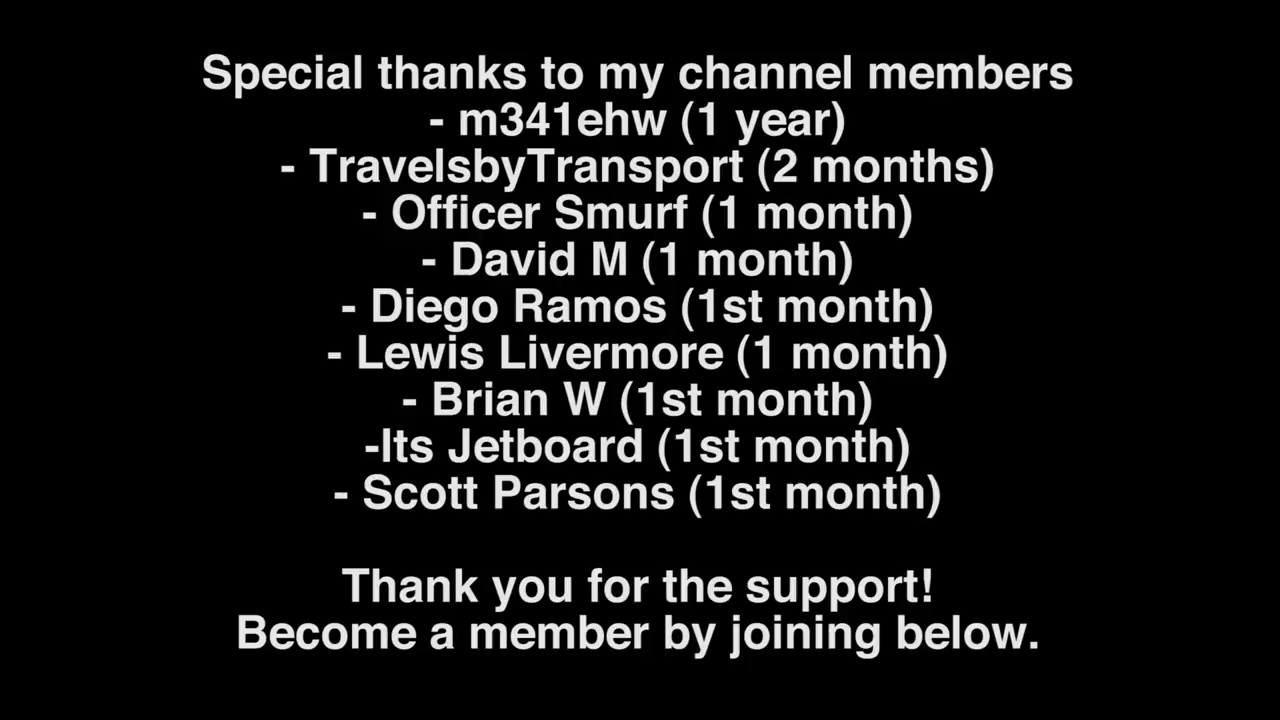 Special thanks to my channel members
- m341ehw (1 year)
- TravelsbyTransport (2 months)
- Officer Smurf (1 month)
- David M (1 month)
- Diego Ramos (1st month)
- Lewis Livermore (1 month)
- Brian W (1st month)
-Its Jetboard (1st month)
- Scott Parsons (1st month)
Thank you for the support!
Become a member by joining below.